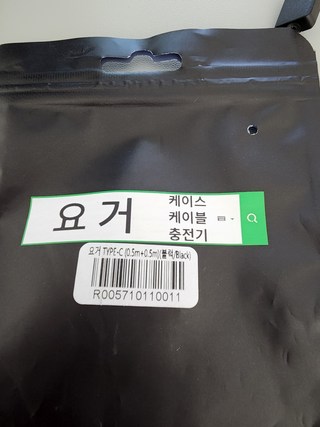 요거
케이스
케이블
충전기
요거 TYPE-C (0.5m+0.5m)(블랙/Black)
R005710110011